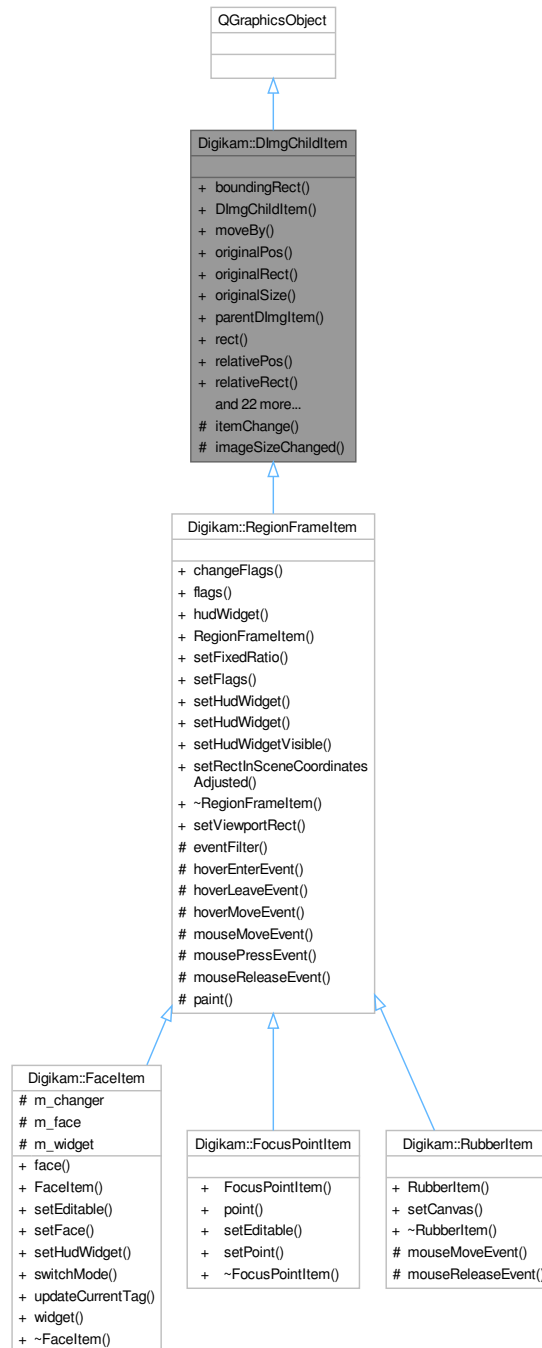 QGraphicsObject
Digikam::DImgChildItem
+ boundingRect()
+ DImgChildItem()
+ moveBy()
+ originalPos()
+ originalRect()
+ originalSize()
+ parentDImgItem()
+ rect()
+ relativePos()
+ relativeRect()
and 22 more...
# itemChange()
# imageSizeChanged()
Digikam::RegionFrameItem
+ changeFlags()
+ flags()
+ hudWidget()
+ RegionFrameItem()
+ setFixedRatio()
+ setFlags()
+ setHudWidget()
+ setHudWidget()
+ setHudWidgetVisible()
+ setRectInSceneCoordinates
Adjusted()
+ ~RegionFrameItem()
+ setViewportRect()
# eventFilter()
# hoverEnterEvent()
# hoverLeaveEvent()
# hoverMoveEvent()
# mouseMoveEvent()
# mousePressEvent()
# mouseReleaseEvent()
# paint()
Digikam::FaceItem
# m_changer
# m_face
# m_widget
+ face()
+ FaceItem()
+ setEditable()
+ setFace()
+ setHudWidget()
+ switchMode()
+ updateCurrentTag()
+ widget()
+ ~FaceItem()
Digikam::FocusPointItem
+ FocusPointItem()
+ point()
+ setEditable()
+ setPoint()
+ ~FocusPointItem()
Digikam::RubberItem
+ RubberItem()
+ setCanvas()
+ ~RubberItem()
# mouseMoveEvent()
# mouseReleaseEvent()